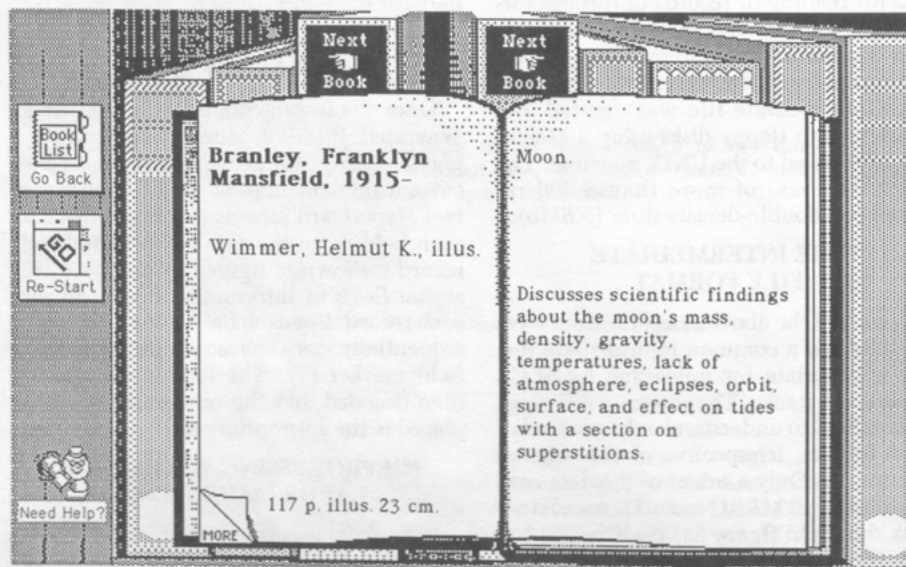 Next
Book
Next
Book
Book
List
Go Back
GO
Re-Start
Need Help?
Branley, Franklyn
Mansfield, 1915-
Wimmer, Helmut K., illus.
117 p. illus. 23 cm.
MORE
Moon.
Discusses scientific findings
about the moon's mass,
density, gravity,
temperature, lack of
atmosphere, eclipses, orbit,
surface, and effect on tides
with a section on
superstitions.